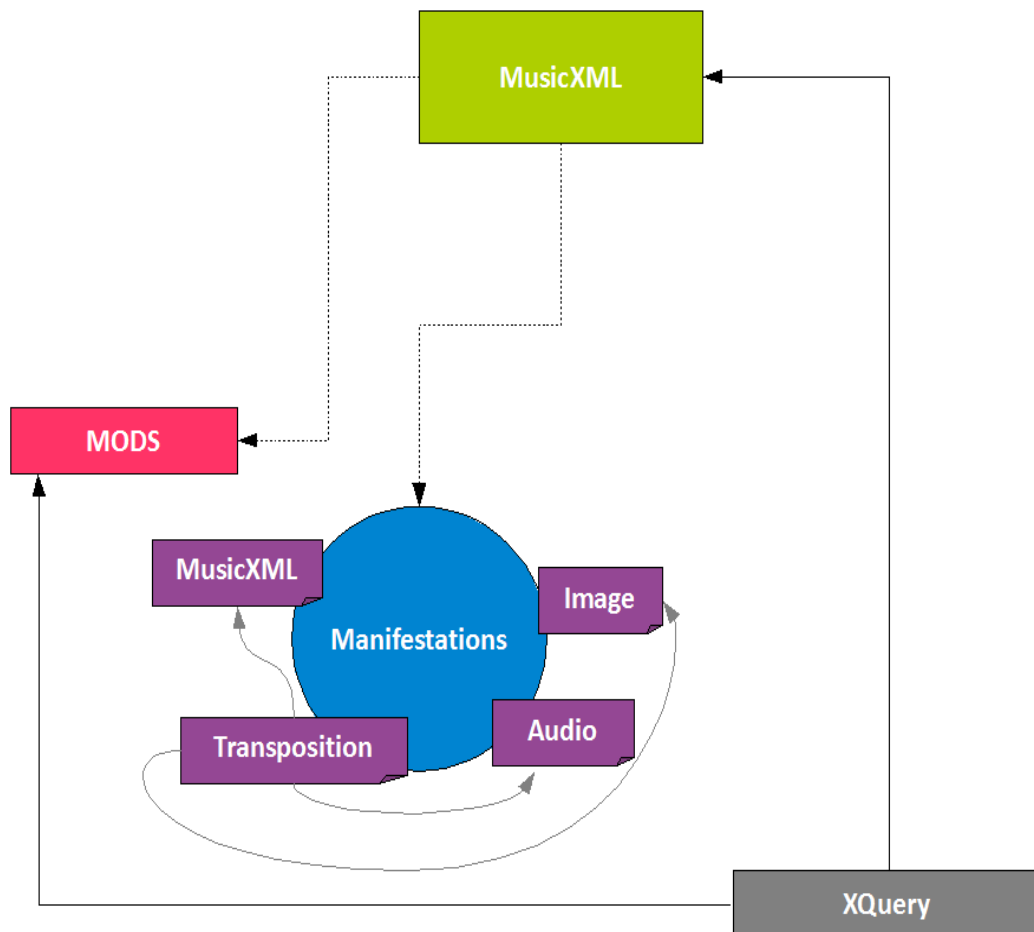 MusicXML
MODS
MusicXML
Image
Manifestations
Audio
Transposition
XQuery